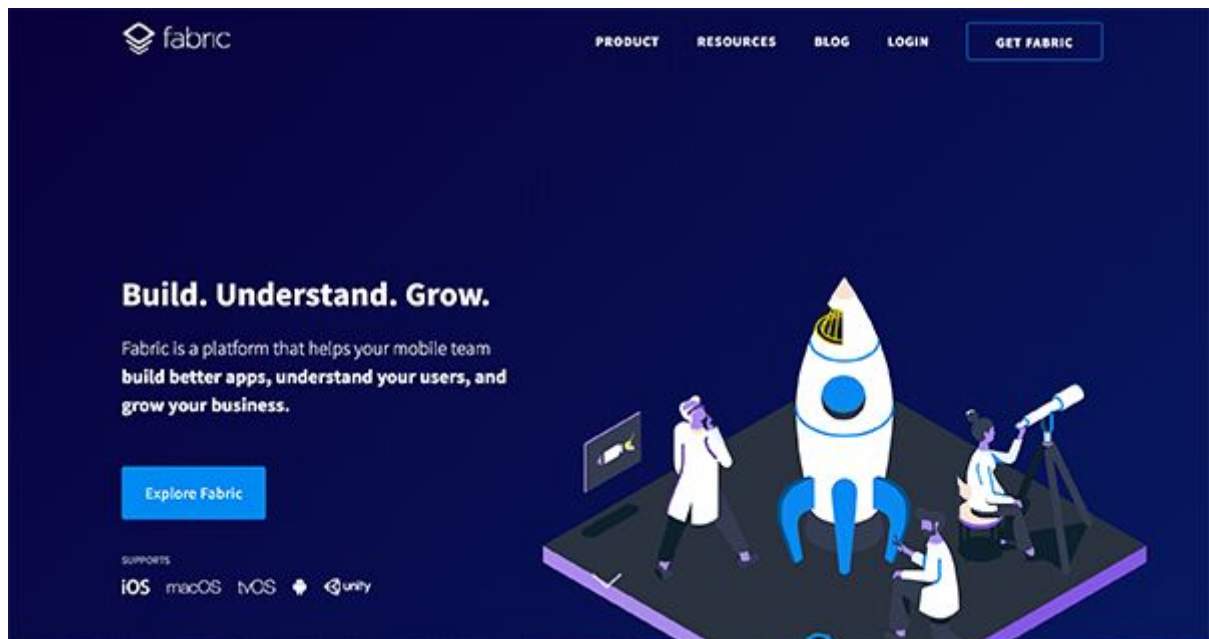 fabric
PRODUCT RESOURCES BLOG LOGIN GET FABRIC
Build. Understand. Grow.
Fabric is a platform that helps your mobile team
build better apps, understand your users, and
grow your business.
Explore Fabric
SUPPORTS
iOS macOS tvOS unity